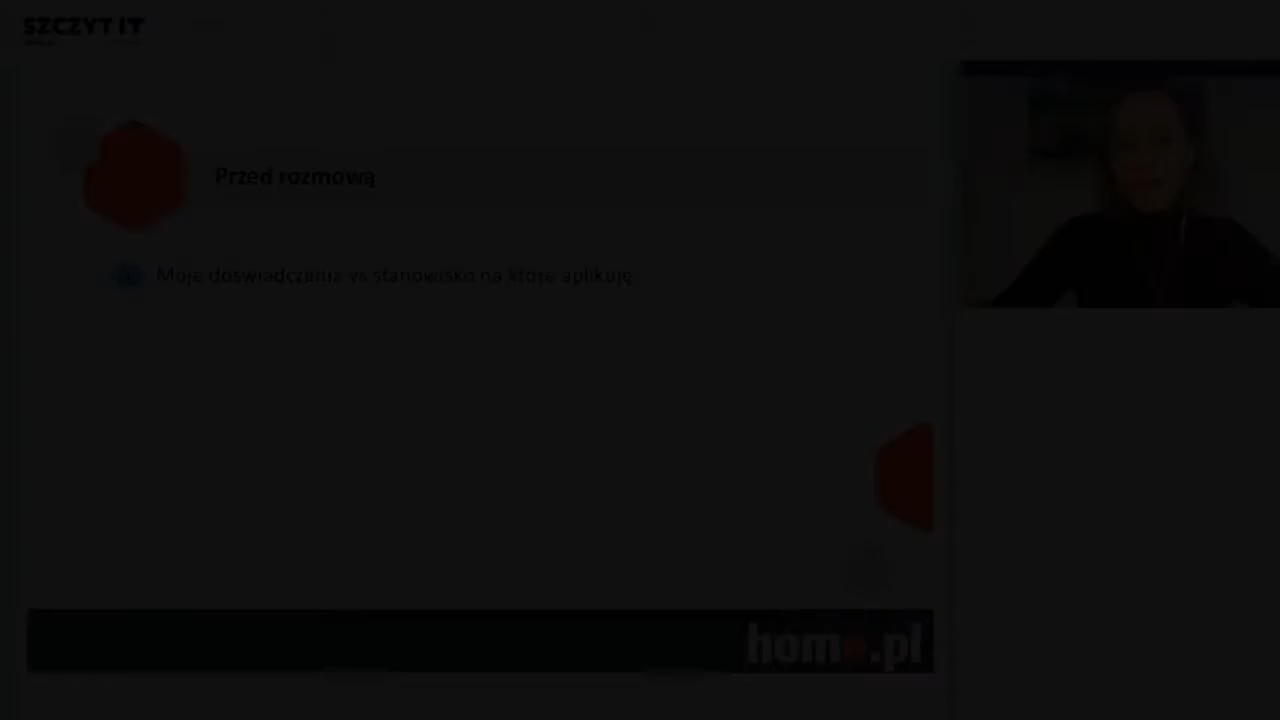 SZCZYT IT
Przed rozmową
Moje doświadczenia vs stanowisko na które aplikuję
home.pl